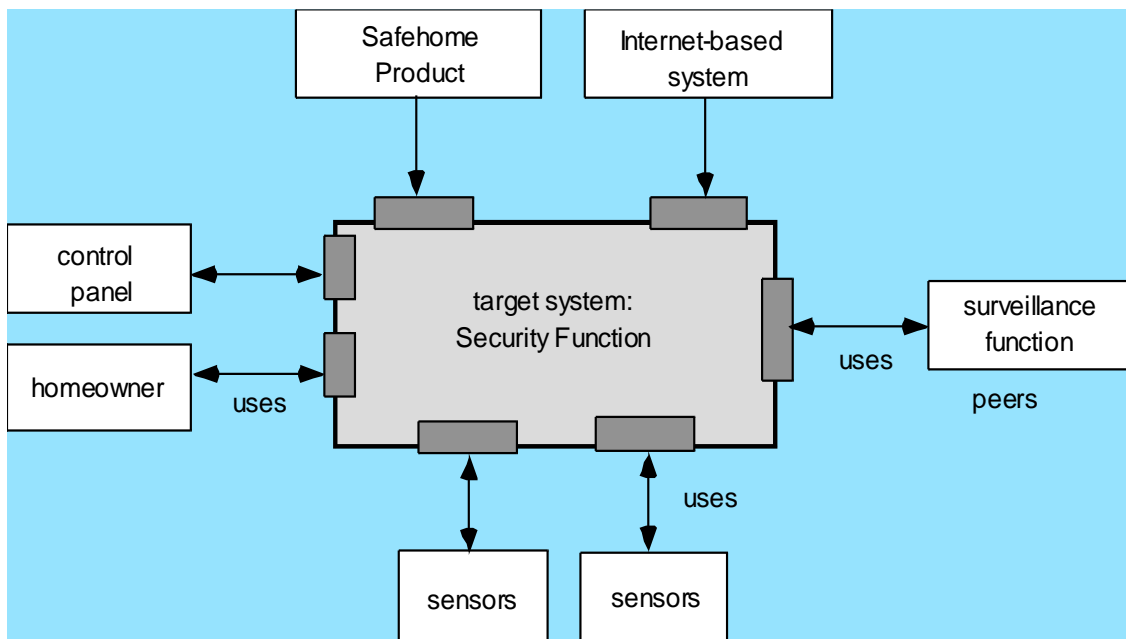 Safehome
Product
Internet-based
system
control
panel
target system:
Security Function
surveillance
function
homeowner
uses
uses
peers
uses
sensors
sensors